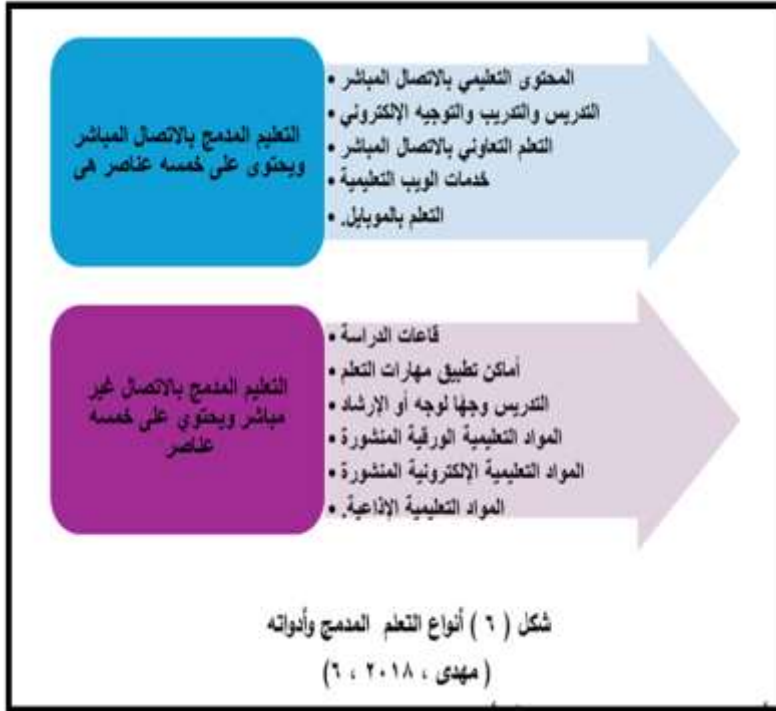 التعليم المدمج بالاتصال المباشر
ويحتوى على خمسه عناصر هى
• المحتوى التعليمي بالاتصال المباشر
• التدريس والتدريب والتوجيه الإلكتروني
• التعلم التعاوني بالاتصال المباشر
• خدمات الويب التعليمية
• التعلم بالموبايل.
التعليم المدمج بالاتصال غير
مباشر ويحتوي على خمسه
عناصر
• قاعات الدراسة
• أماكن تطبيق مهارات التعلم
• التدريس وجها لوجه أو الإرشاد
• المواد التعليمية الورقية المنشورة
• المواد التعليمية الإلكترونية المنشورة
• المواد التعليمية الإذاعية.
شكل ( ٦ ) أنواع التعلم المدمج وأدواته
( مهدى ، ٢٠١٨ ، ٦)